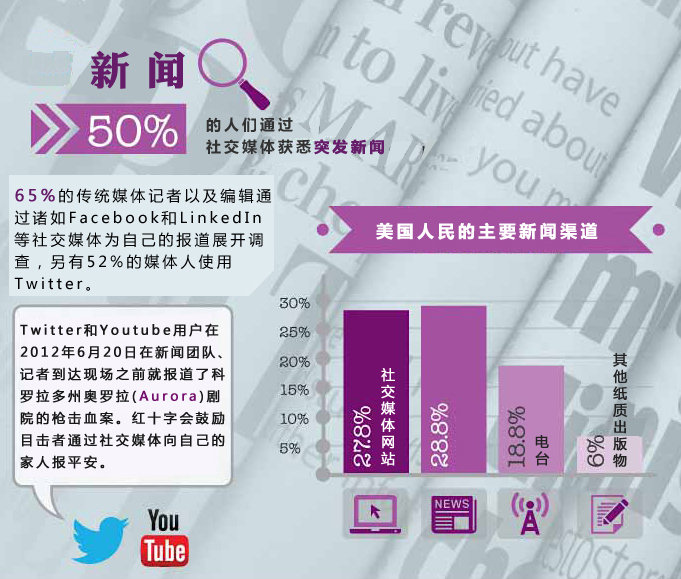 新闻
50%
的人们通过
社交媒体获悉突发新闻
65%的传统媒体记者以及编辑通
过诸如Facebook和LinkedIn
等社交媒体为自己的报道展开调
查，另有52%的媒体人使用
Twitter。
Twitter和Youtube用户在
2012年6月20日在新闻团队、
记者到达现场之前就报道了科
罗拉多州奥罗拉(Aurora)剧
院的枪击血案。红十字会鼓励
目击者通过社交媒体向自己的
家人报平安。
You
Tube
美国人民的主要新闻渠道
30%
25%
20%
15%
10%
5%
27.8%
社交媒体网站
28.8%
18.8%
电台
6%
其他纸质出版物
NEWS
but have
n to liv
ried about
you m